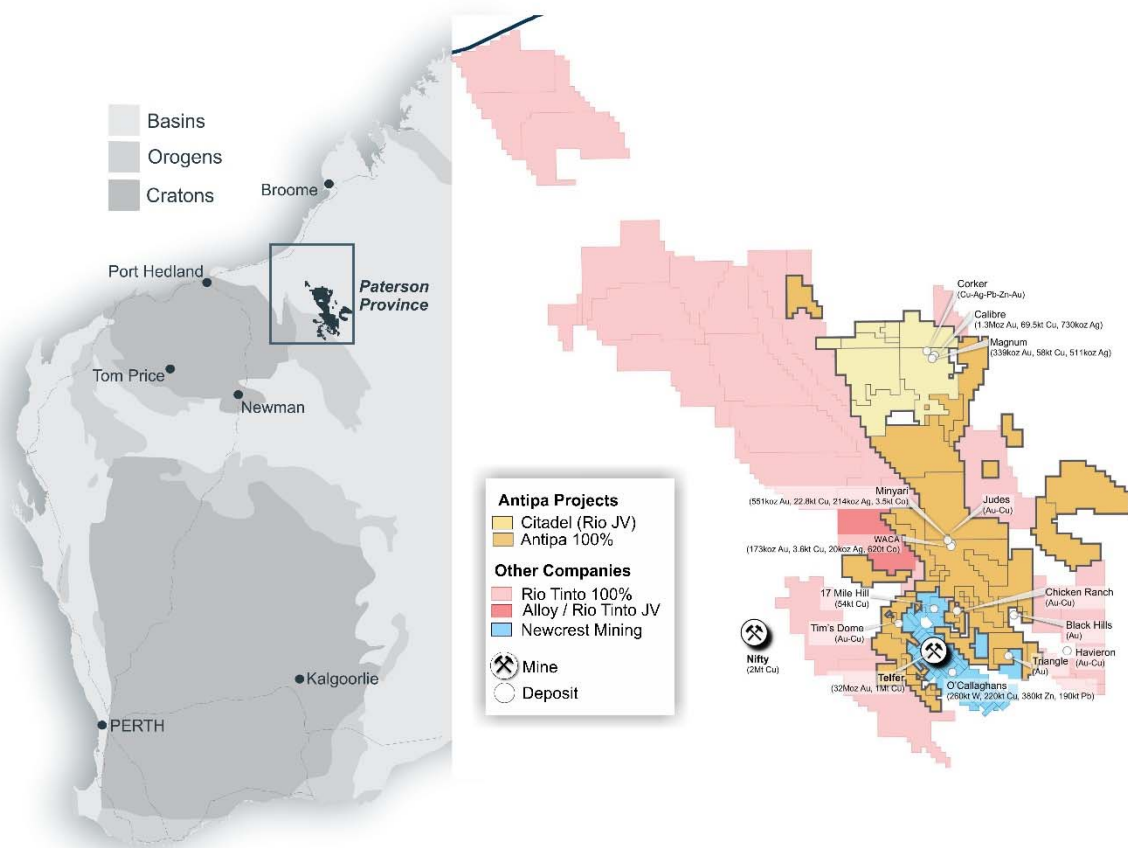 Basins
Orogens
Cratons
Broome
Port Hedland
Paterson
Province
Tom Price
Newman
Kalgoorlie
PERTH
Antipa Projects
Citadel (Rio JV)
Antipa 100%
Other Companies
Rio Tinto 100%
Alloy / Rio Tinto JV
Newcrest Mining
Mine
Deposit
Corker
(Cu-Ag-Pb-Zn-Au)
Calibre
(1.3Moz Au, 69.5kt Cu, 730koz Ag)
Magnum
(339koz Au, 58kt Cu, 511koz Ag)
Minyari
(551koz Au, 22.8kt Cu, 214koz Ag, 3.5kt Co)
Judes
(Au-Cu)
WACA
(173koz Au, 3.6kt Cu, 20koz Ag, 620t Co)
17 Mile Hill
(54kt Cu)
Chicken Ranch
(Au-Cu)
Tim's Dome
(Au-Cu)
Black Hills
(Au)
Nifty
(2Mt Cu)
Havieron
(Au-Cu)
Triangle
(Au)
Telfer
(32Moz Au, 1Mt Cu)
O'Callaghans
(260kt W, 220kt Cu, 380kt Zn, 190kt Pb)